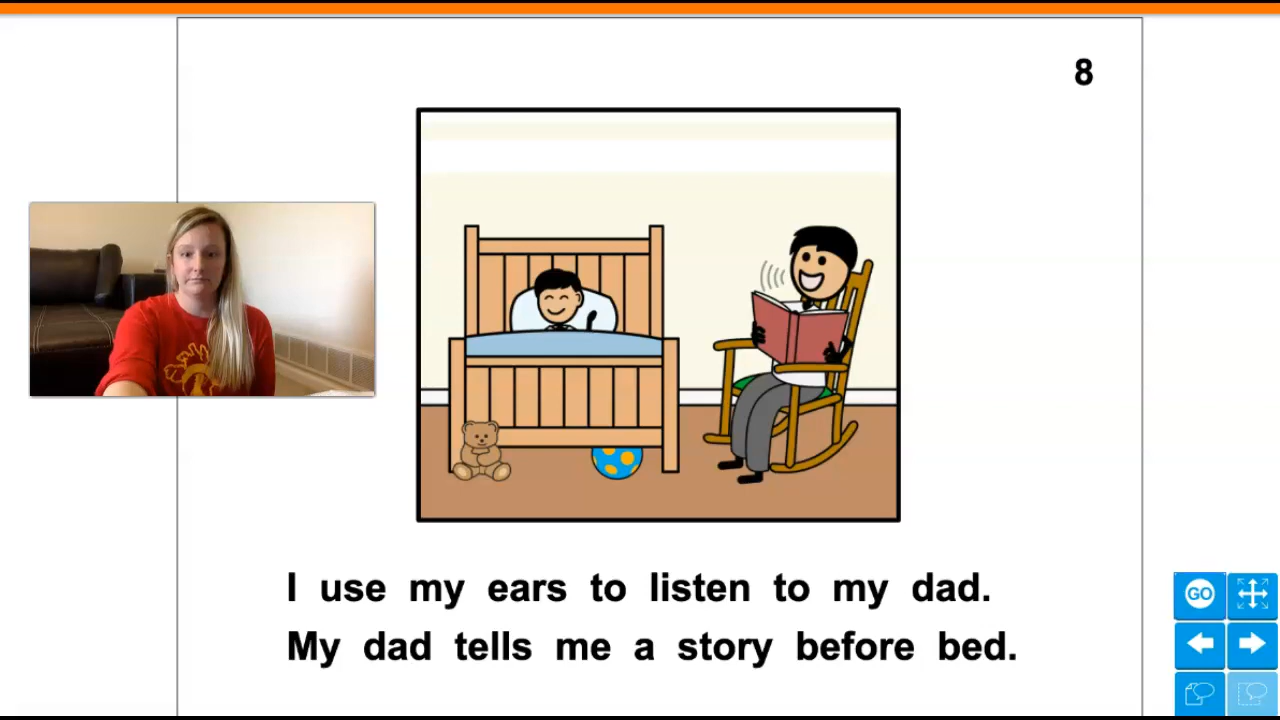 8
I use my ears to listen to my dad.
My dad tells me a story before bed.
GO